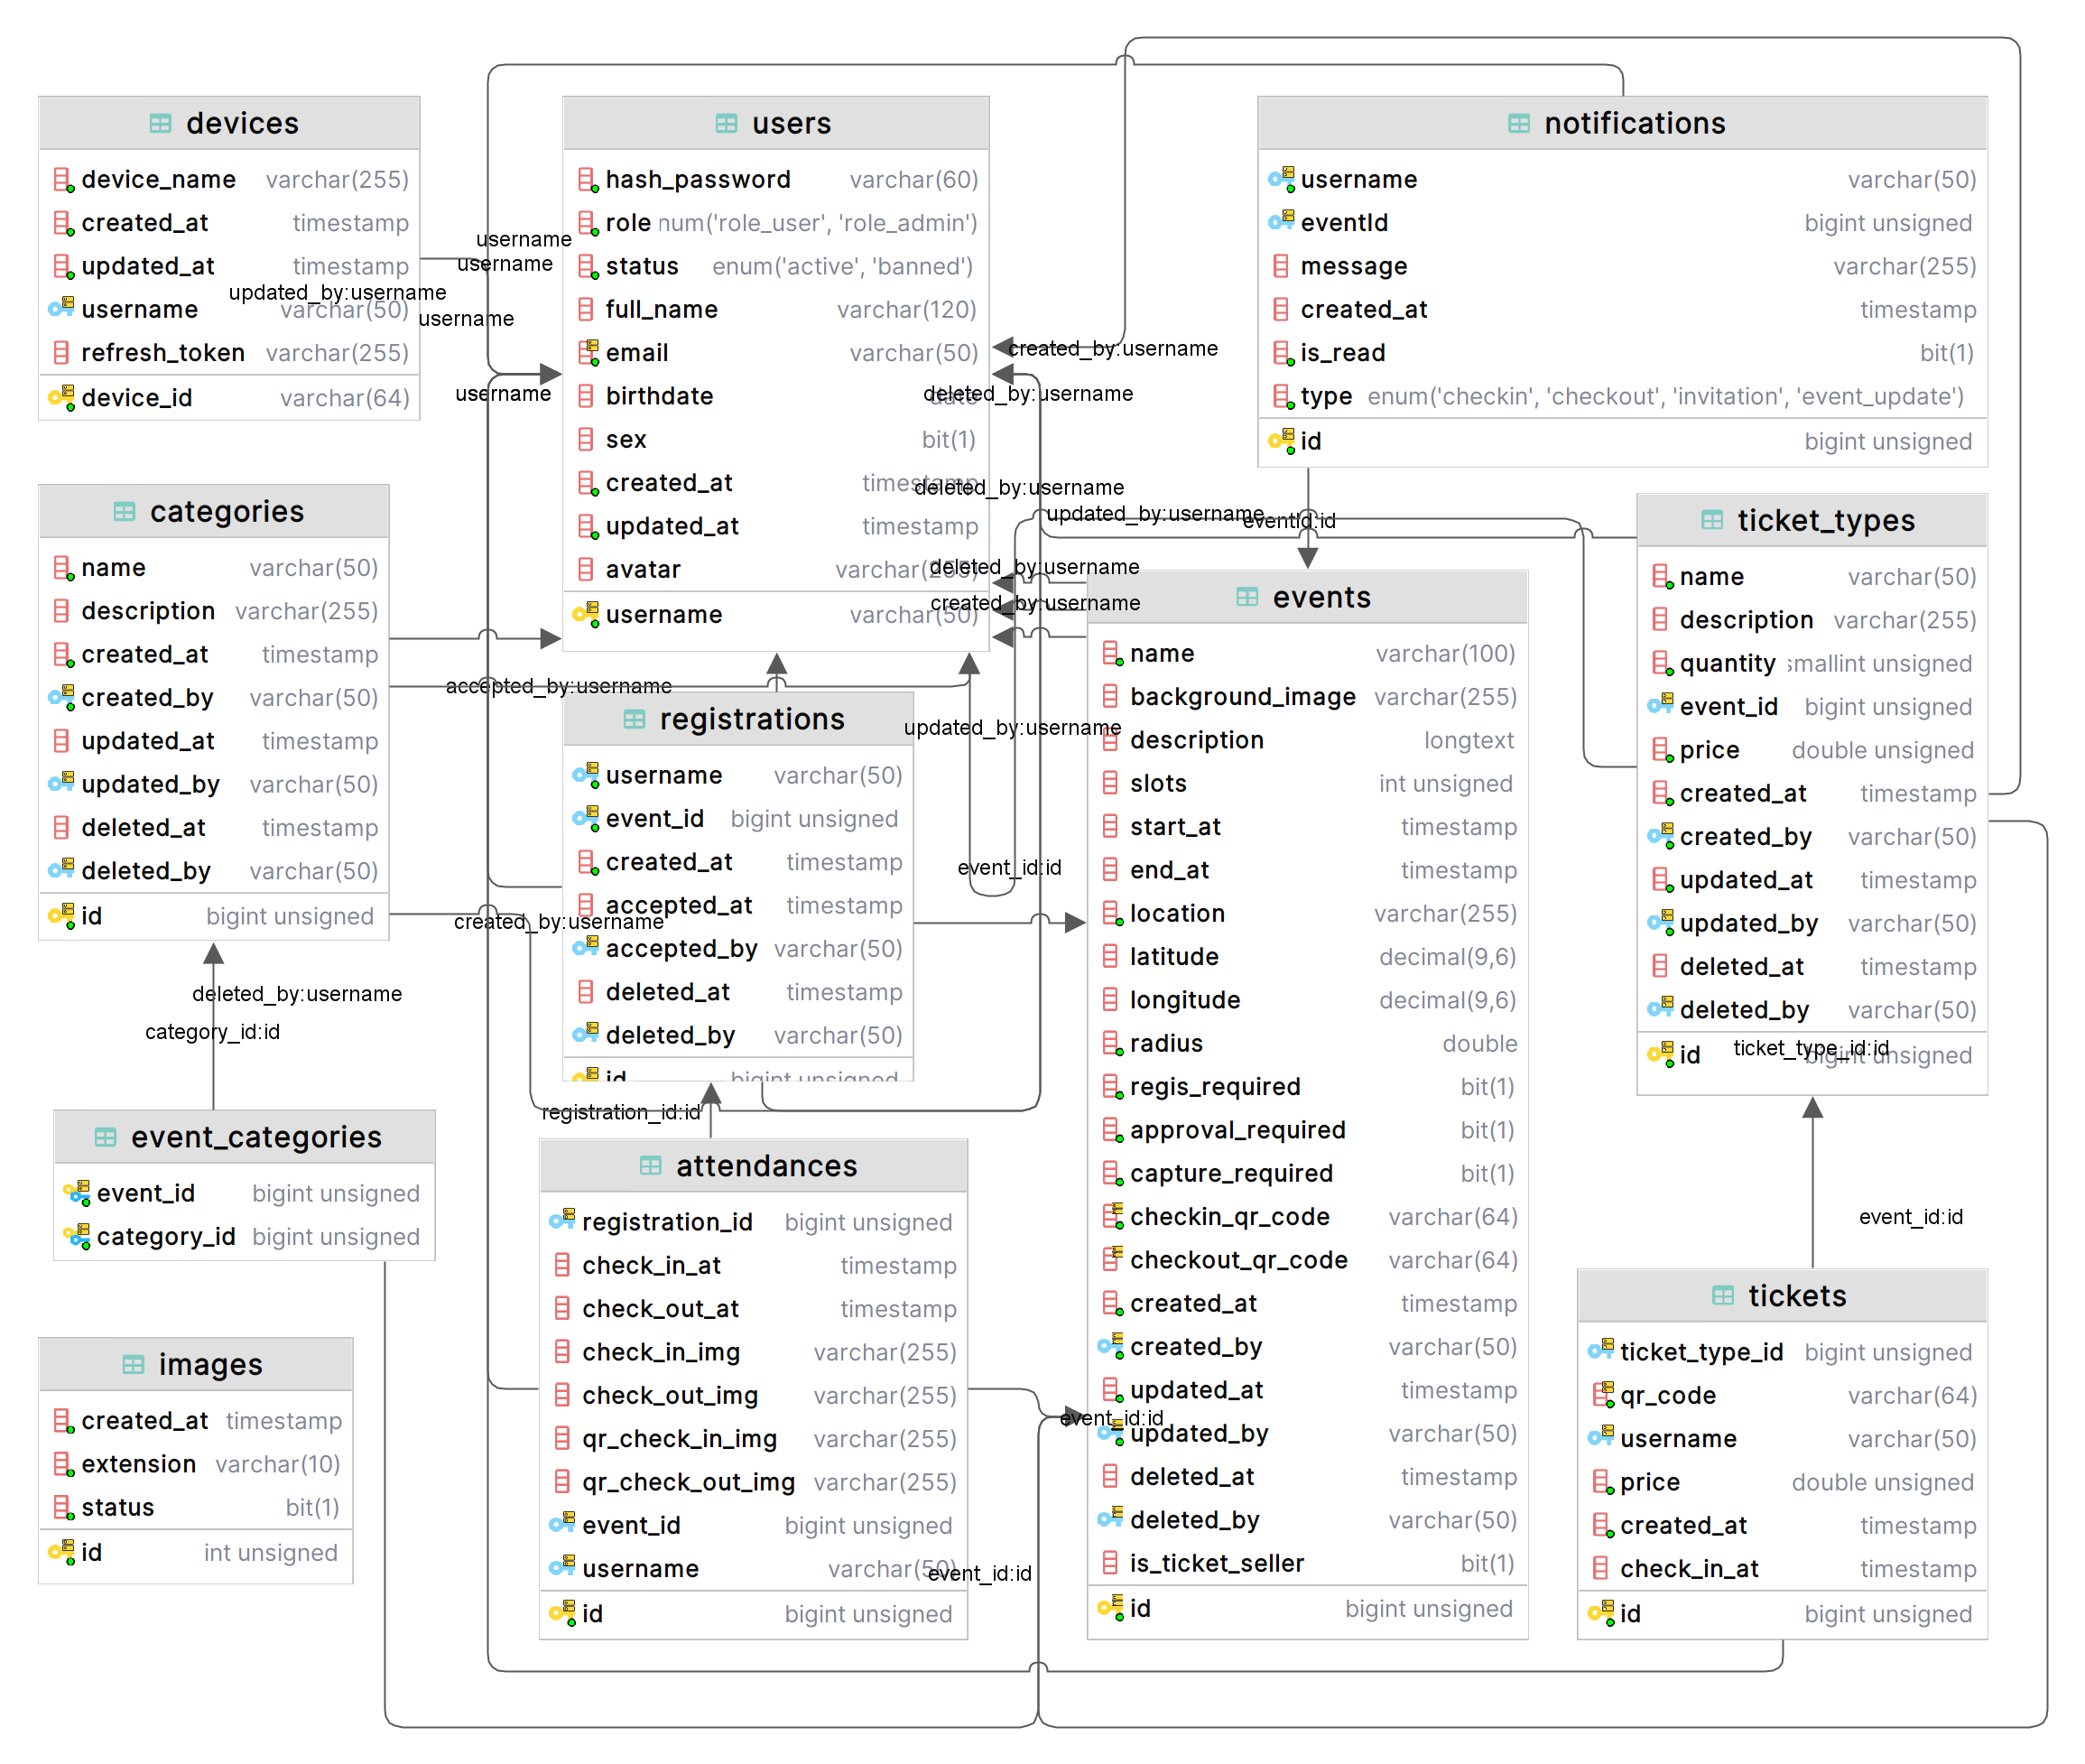 devices
device_name varchar(255)
created_at timestamp
updated_at timestamp
username varchar(50)
refresh_token varchar(255)
device_id varchar(64)
users
hash_password varchar(60)
role num('role_user', 'role_admin')
status enum('active', 'banned')
full_name varchar(120)
email varchar(50)
birthdate date
sex bit(1)
created_at timestamp
updated_at timestamp
avatar varchar(255)
username varchar(50)
notifications
username varchar(50)
eventId bigint unsigned
message varchar(255)
created_at timestamp
is_read bit(1)
type enum('checkin', 'checkout', 'invitation', 'event_update')
id bigint unsigned
username
username
updated_by:username
username
username
created_by:username
deleted_by:username
deleted_by:username
updated_by:username
eventId:id
deleted_by:username
created_by:username
categories
name varchar(50)
description varchar(255)
created_at timestamp
created_by varchar(50)
updated_at timestamp
updated_by varchar(50)
deleted_at timestamp
deleted_by varchar(50)
id bigint unsigned
accepted_by:username
updated_by:username
event_id:id
created_by:username
registrations
username varchar(50)
event_id bigint unsigned
created_at timestamp
accepted_at timestamp
accepted_by varchar(50)
deleted_at timestamp
deleted_by varchar(50)
id bigint unsigned
events
name varchar(100)
background_image varchar(255)
description longtext
slots int unsigned
start_at timestamp
end_at timestamp
location varchar(255)
latitude decimal(9,6)
longitude decimal(9,6)
radius double
regis_required bit(1)
approval_required bit(1)
capture_required bit(1)
checkin_qr_code varchar(64)
checkout_qr_code varchar(64)
created_at timestamp
created_by varchar(50)
updated_at timestamp
event_id:id
updated_by varchar(50)
deleted_at timestamp
deleted_by varchar(50)
is_ticket_seller bit(1)
id bigint unsigned
ticket_types
name varchar(50)
description varchar(255)
quantity smallint unsigned
event_id bigint unsigned
price double unsigned
created_at timestamp
created_by varchar(50)
updated_at timestamp
updated_by varchar(50)
deleted_at timestamp
deleted_by varchar(50)
id bigint unsigned
ticket_type_id:id
deleted_by:username
category_id:id
registration_id:id
event_categories
event_id bigint unsigned
category_id bigint unsigned
attendances
registration_id bigint unsigned
check_in_at timestamp
check_out_at timestamp
check_in_img varchar(255)
check_out_img varchar(255)
qr_check_in_img varchar(255)
qr_check_out_img varchar(255)
event_id bigint unsigned
username varchar(50)
event_id:id
id bigint unsigned
event_id:id
images
created_at timestamp
extension varchar(10)
status bit(1)
id int unsigned
tickets
ticket_type_id bigint unsigned
qr_code varchar(64)
username varchar(50)
price double unsigned
created_at timestamp
check_in_at timestamp
id bigint unsigned